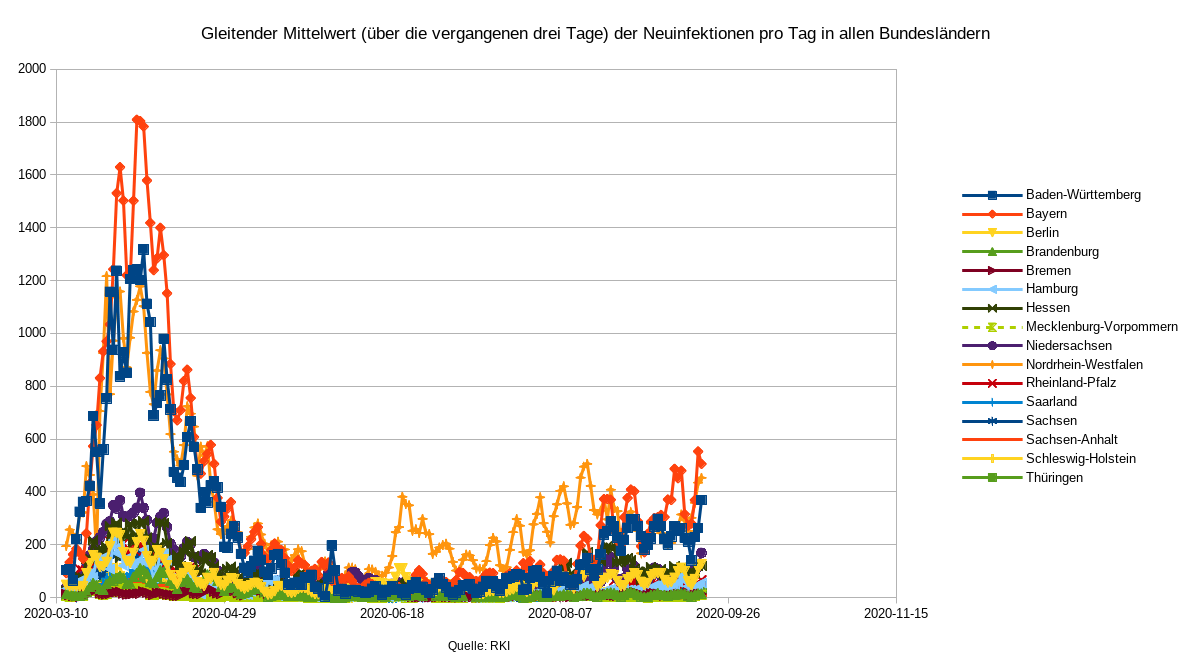 Gleitender Mittelwert (über die vergangenen drei Tage) der Neuinfektionen pro Tag in allen Bundesländern
2000
1800
1600
1400
1200
1000
800
600
400
200
0
2020-03-10 2020-04-29 2020-06-18 2020-08-07 2020-09-26 2020-11-15
Quelle: RKI
Baden-Württemberg
Bayern
Berlin
Brandenburg
Bremen
Hamburg
Hessen
Mecklenburg-Vorpommern
Niedersachsen
Nordrhein-Westfalen
Rheinland-Pfalz
Saarland
Sachsen
Sachsen-Anhalt
Schleswig-Holstein
Thüringen